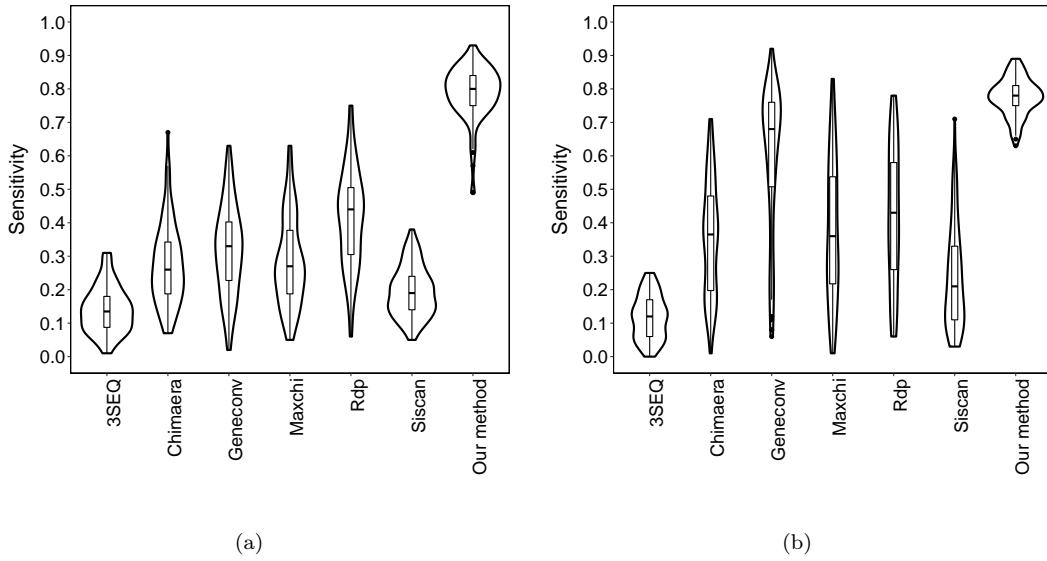 Sensitivity
1.0
0.9
0.8
0.7
0.6
0.5
0.4
0.3
0.2
0.1
0.0
3SEQ
Chimaera
Geneconv
Maxchi
Rdp
Siscan
Our method
(a)
Sensitivity
1.0
0.9
0.8
0.7
0.6
0.5
0.4
0.3
0.2
0.1
0.0
3SEQ
Chimaera
Geneconv
Maxchi
Rdp
Siscan
Our method
(b)